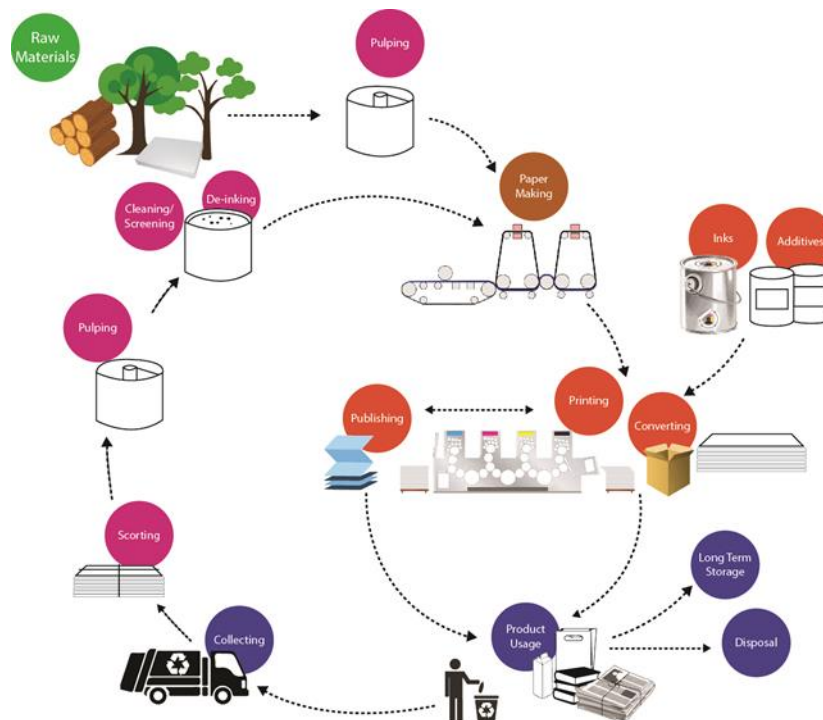 Raw
Materials
Pulping
Paper
Making
Cleaning/
Screening
De-inking
Inks
Additives
Pulping
Publishing
Printing
Converting
Scorting
Long Term
Storage
Collecting
Product
Usage
Disposal